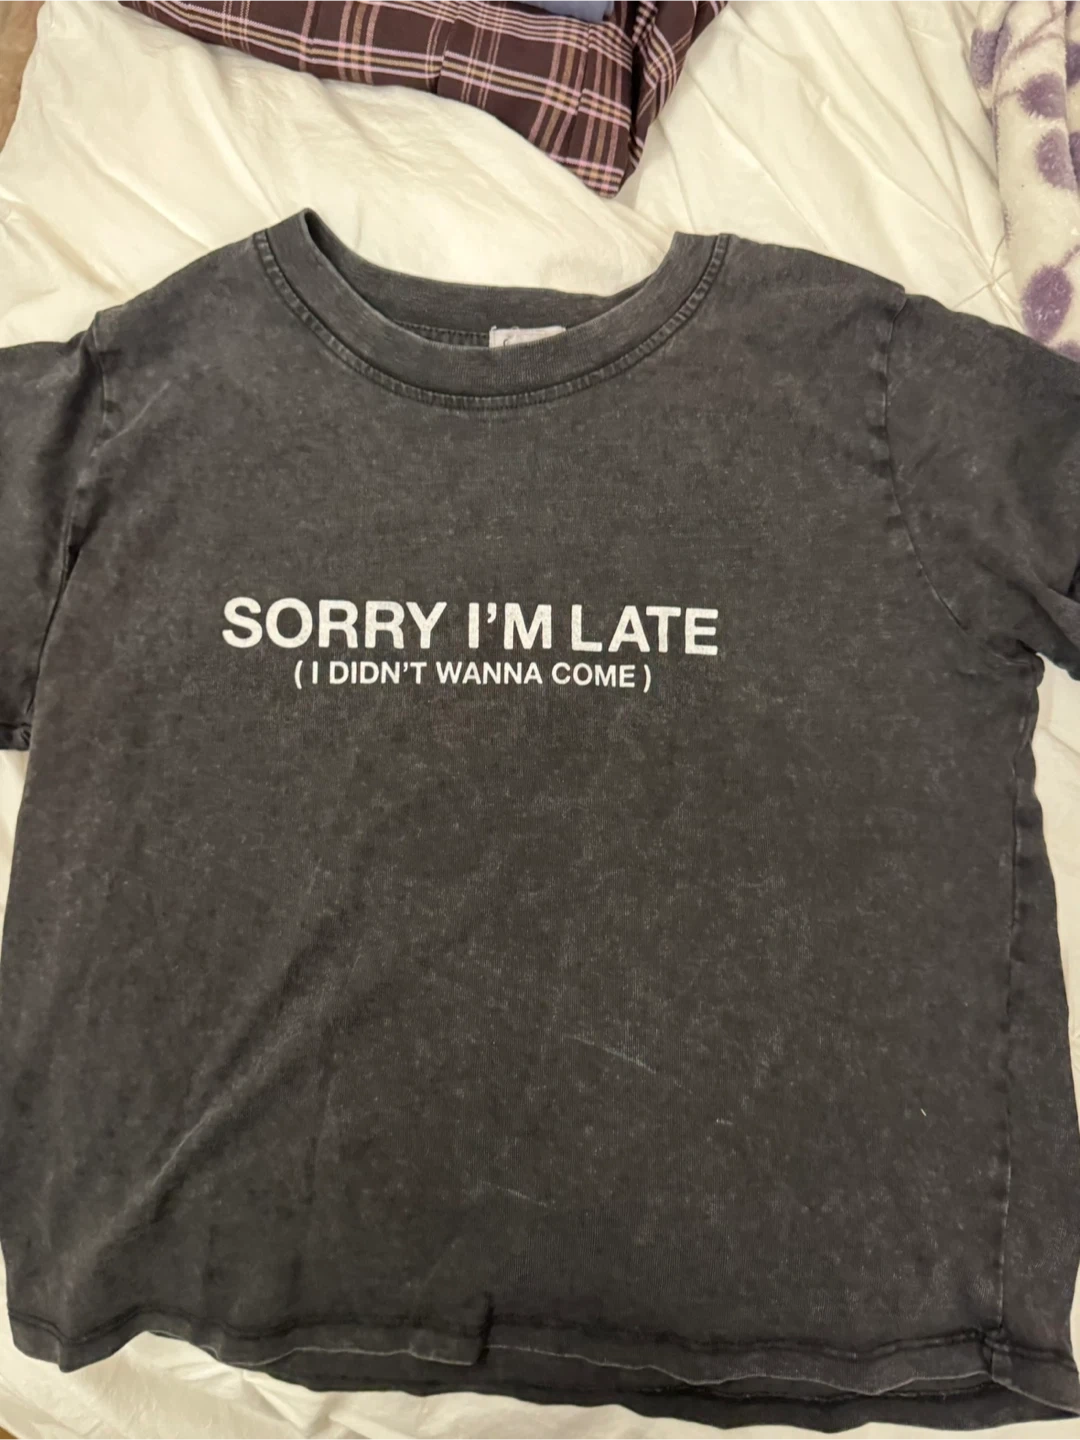 SORRY I'M LATE
( I DIDN'T WANNA COME )